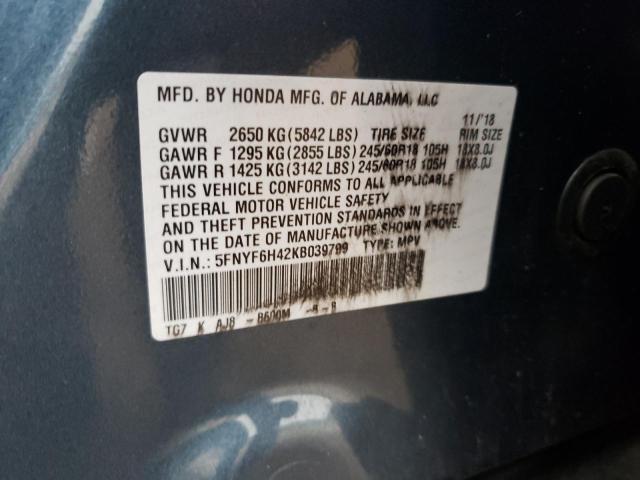 MFD. BY HONDA MFG. OF ALABAMA, LLC
11/'18
GVWR 2650 KG (5842 LBS) TIRE SIZE RIM SIZE
GAWR F 1295 KG (2855 LBS) 245/60R18 105H 18X8.0J
GAWR R 1425 KG (3142 LBS) 245/60R18 105H 18X8.0J
THIS VEHICLE CONFORMS TO ALL APPLICABLE
FEDERAL MOTOR VEHICLE SAFETY
AND THEFT PREVENTION STANDARDS IN EFFECT
ON THE DATE OF MANUFACTURE SHOWN ABOVE.
V.I.N.: 5FNYF6H42KB039799 TYPE: MPV
TG7 K AJ8 - B600M -B - B